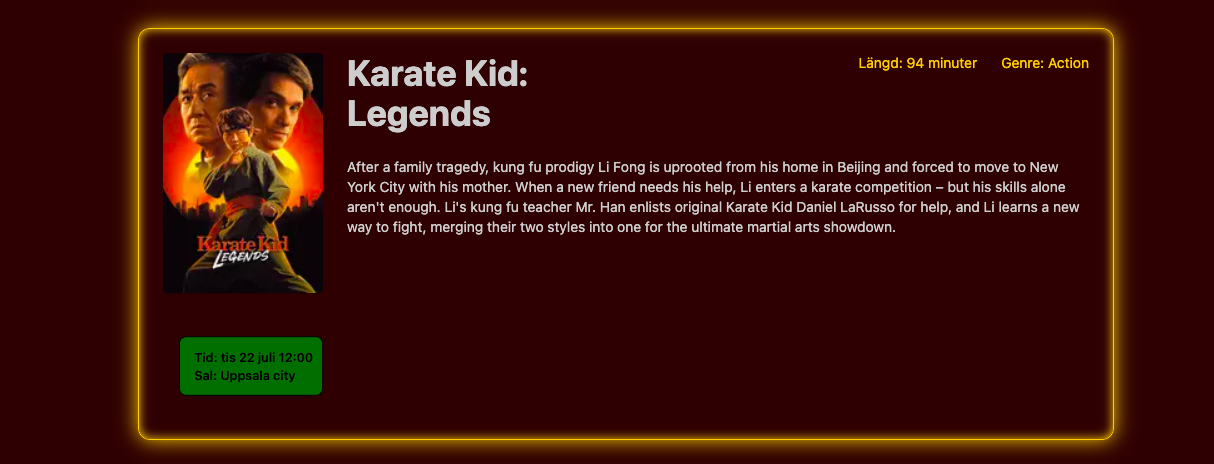 Karate Kid:
Legends
Längd: 94 minuter
Genre: Action
After a family tragedy, kung fu prodigy Li Fong is uprooted from his home in Beijing and forced to move to New
York City with his mother. When a new friend needs his help, Li enters a karate competition – but his skills alone
aren't enough. Li's kung fu teacher Mr. Han enlists original Karate Kid Daniel LaRusso for help, and Li learns a new
way to fight, merging their two styles into one for the ultimate martial arts showdown.
Karate Kid
LEGENDS
Tid: tis 22 juli 12:00
Sal: Uppsala city